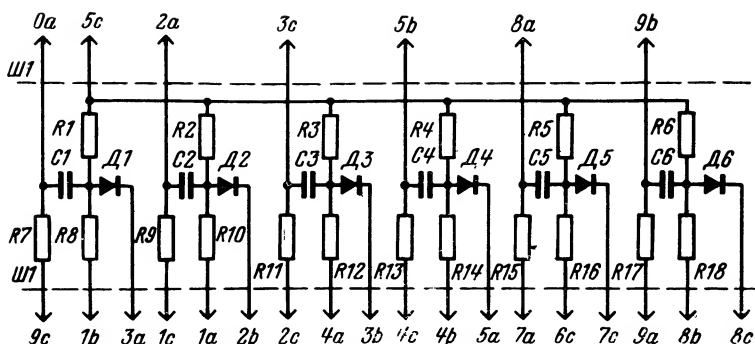 0a 5c 2a 3c 5b 8a 9b
Ш1
R1 R2 R3 R4 R5 R6
C1 Д1 C2 Д2 C3 Д3 C4 Д4 C5 Д5 C6 Д6
R7 R8 R9 R10 R11 R12 R13 R14 R15 R16 R17 R18
Ш1
9c 1b 3a 1c 1a 2b 2c 4a 3b 4c 4b 5a 7a 6c 7c 9a 8b 8c